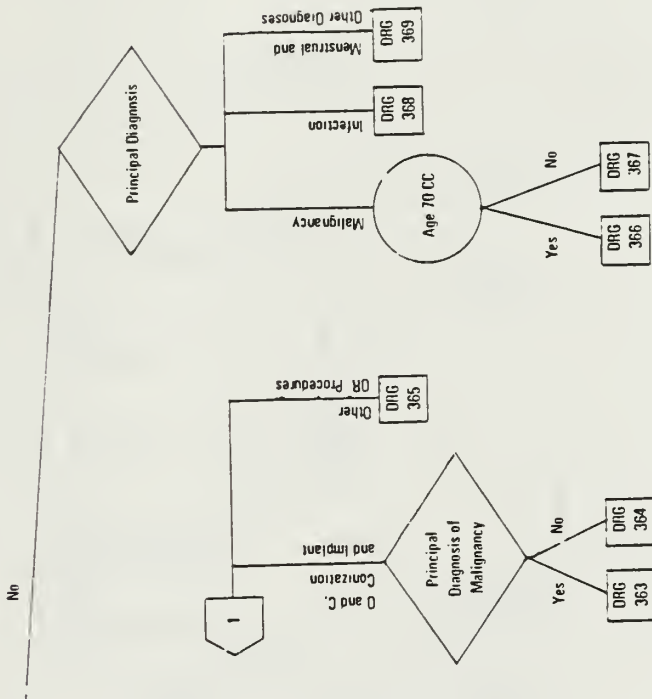 No
Principal Diagnosis
Malignancy
Infection
Menstrual and
Other Diagnoses
DRG
368
DRG
369
Age 70 CC
Yes
No
DRG
366
DRG
367
1
D and C,
Conization
and Implant
Other
OR Procedures
DRG
365
Principal
Diagnosis of
Malignancy
Yes
No
DRG
363
DRG
364